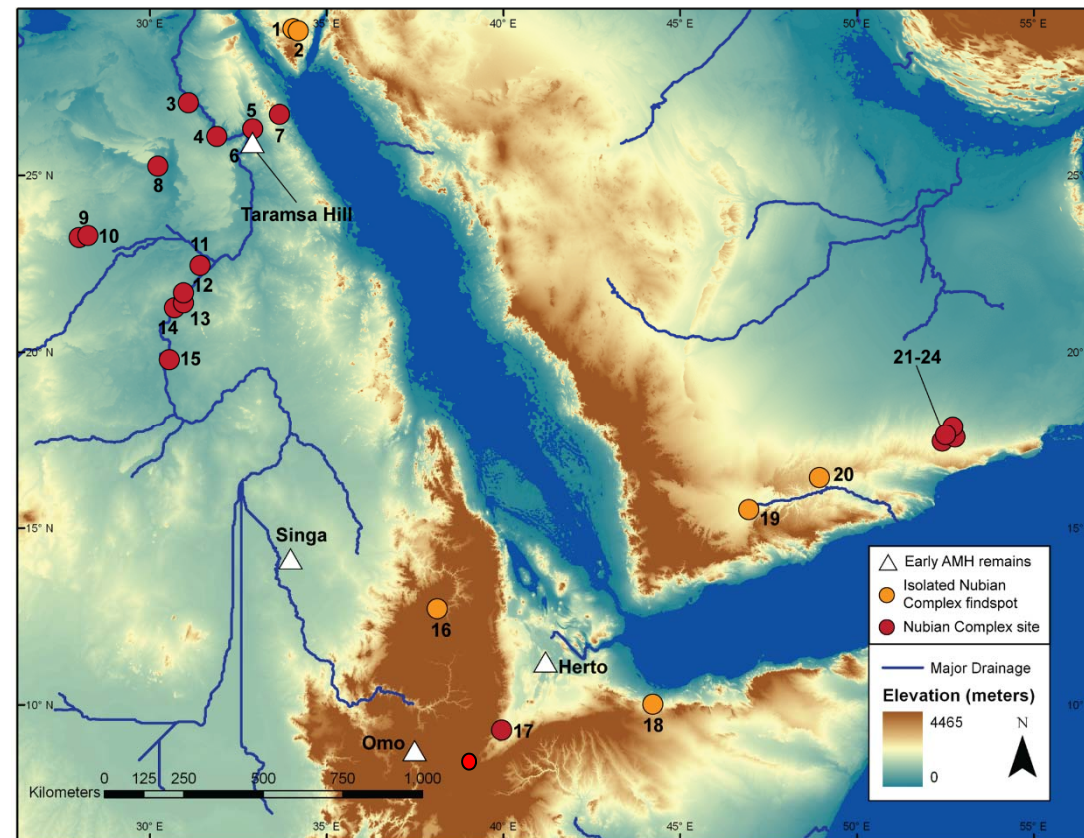 30° E
35° E
40° E
45° E
50° E
55° E
1
2
3
4
5
6
7
8
25° N
25° N
Taramsa Hill
9
10
11
12
13
14
15
20° N
20°
21-24
20
19
15° N
15°
Singa
16
Herto
17
18
10° N
10°
Omo
0 1250 250 500 750 1,000
Kilometers
Early AMH remains
Isolated Nubian
Complex findspot
Nubian Complex site
Major Drainage
Elevation (meters)
4465
0
N
30° E
35° E
40° E
45° E
50° E
55° E